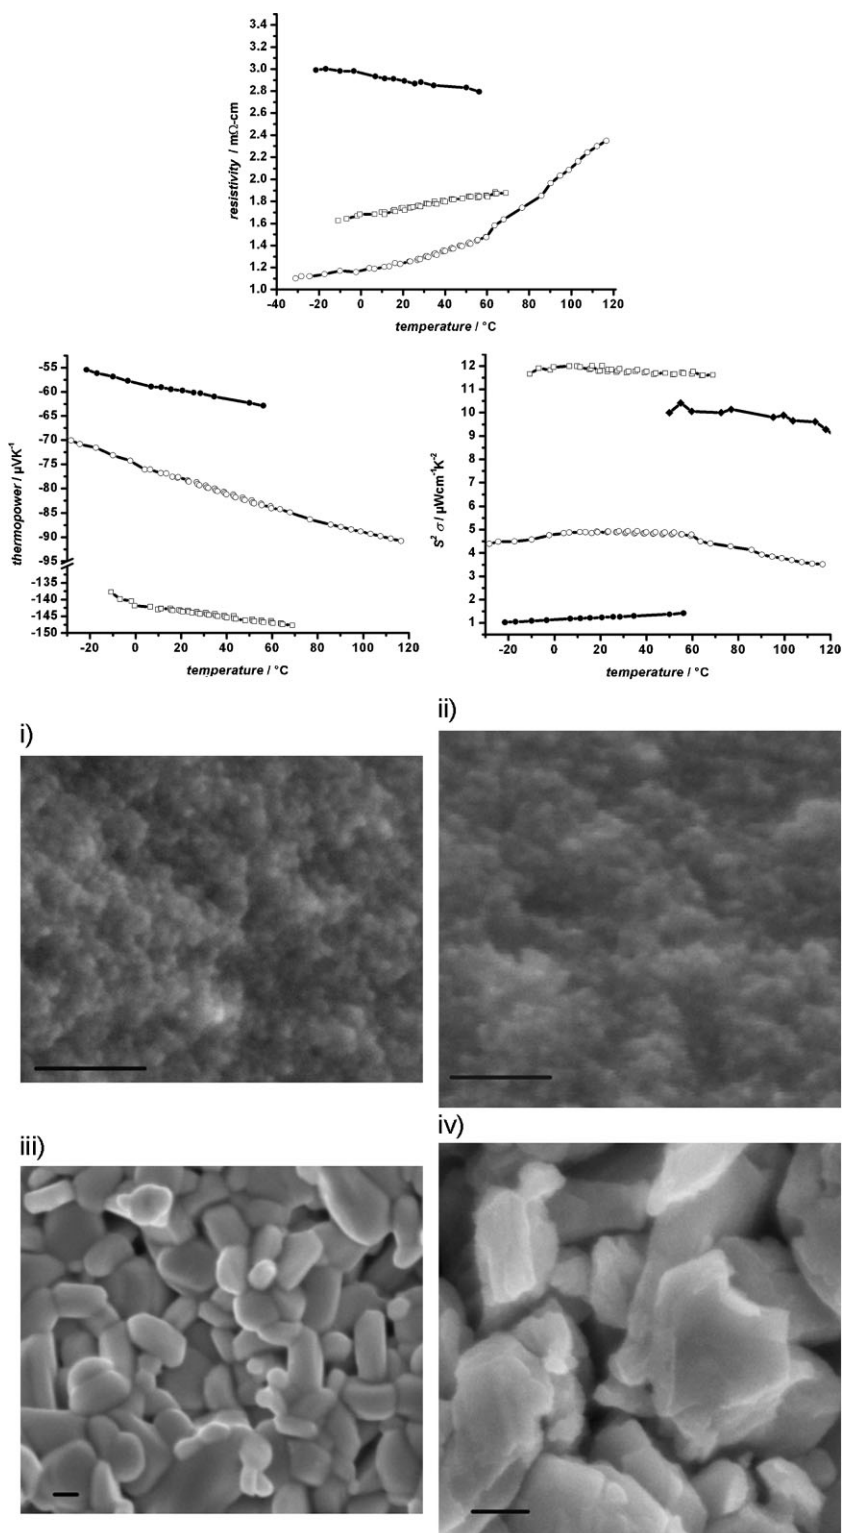 3.4
3.2
3.0
2.8
2.6
2.4
2.2
2.0
1.8
1.6
1.4
1.2
1.0
resistivity / mΩ-cm
-40 -20 0 20 40 60 80 100 120
temperature / °C
-55
-60
-65
-70
-75
-80
-85
-90
-95
-135
-140
-145
-150
thermopower / µVK⁻¹
-20 0 20 40 60 80 100 120
temperature / °C
12
11
10
9
8
7
6
5
4
3
2
1
S² σ / µWcm⁻¹K⁻²
-20 0 20 40 60 80 100 120
temperature / °C
i)
ii)
iii)
iv)